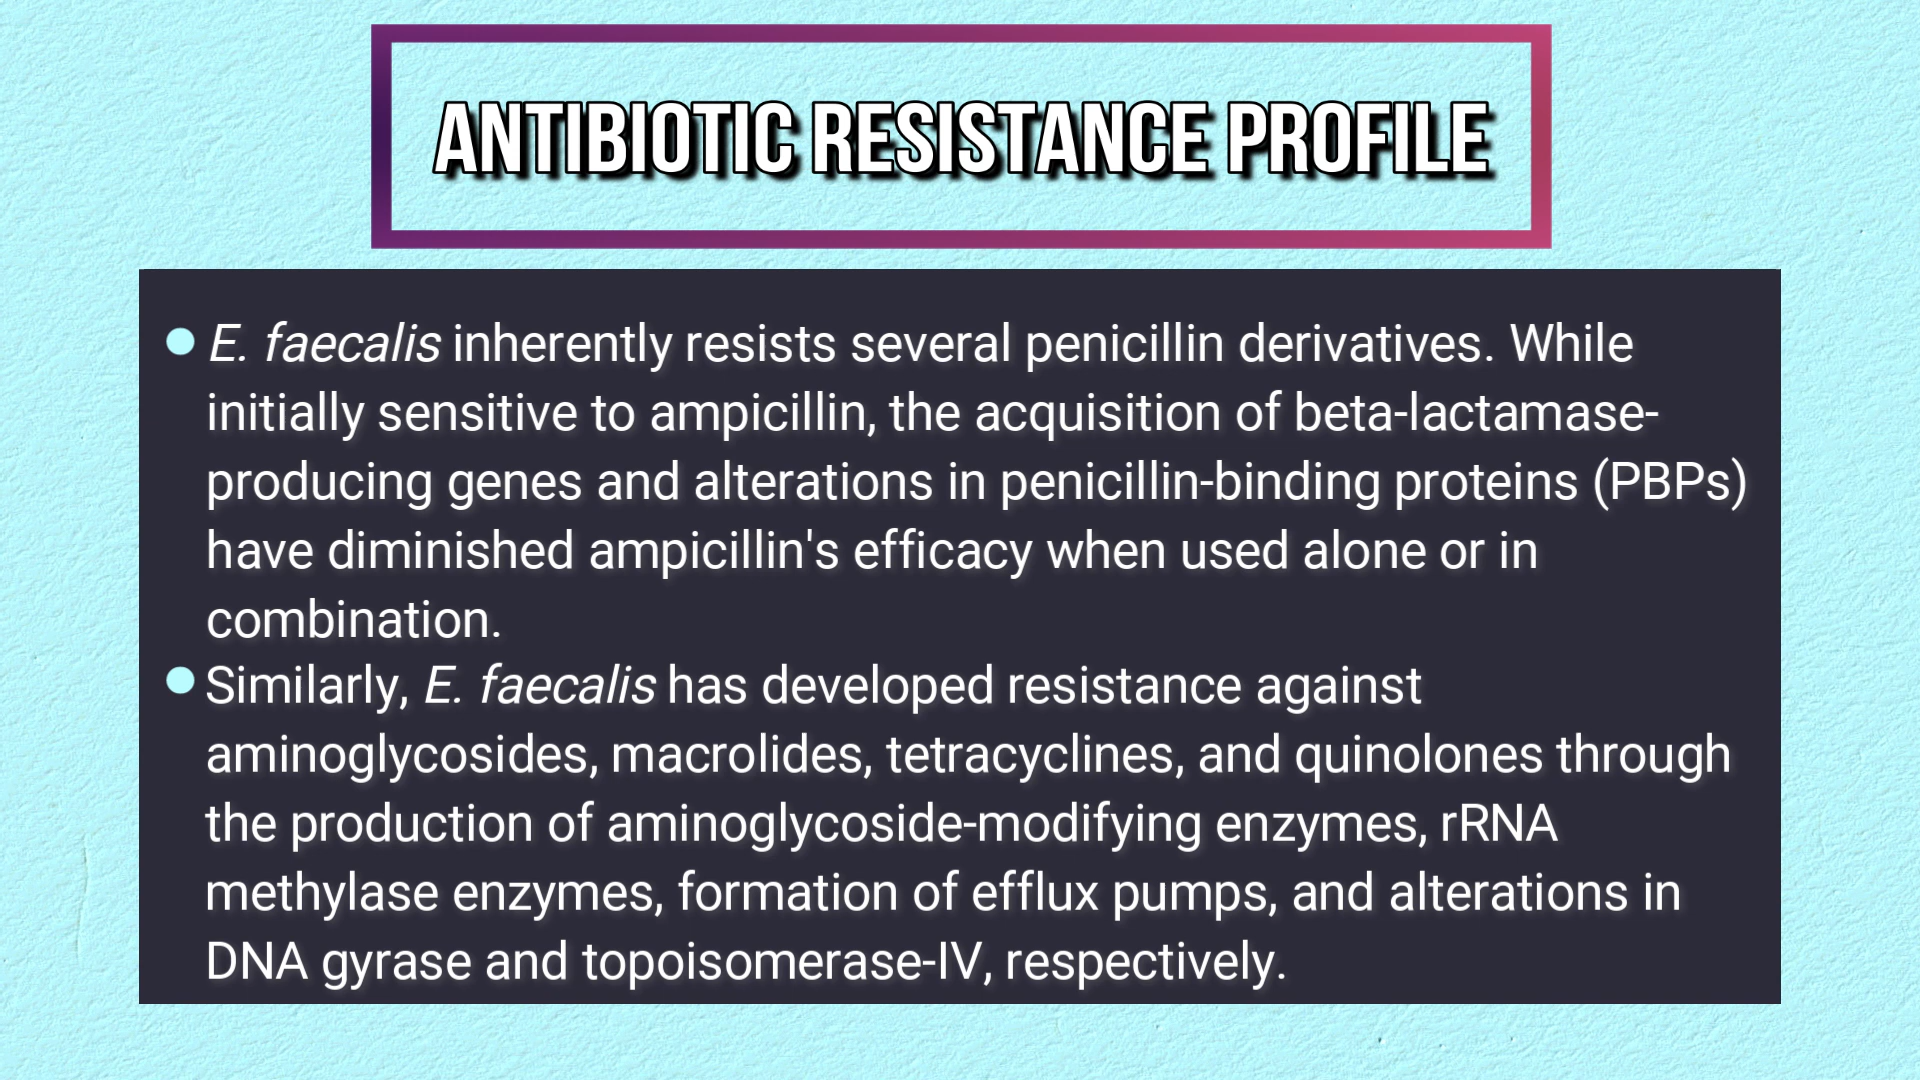 ANTIBIOTIC RESISTANCE PROFILE
E. faecalis inherently resists several penicillin derivatives. While
initially sensitive to ampicillin, the acquisition of beta-lactamase-
producing genes and alterations in penicillin-binding proteins (PBPs)
have diminished ampicillin's efficacy when used alone or in
combination.
Similarly, E. faecalis has developed resistance against
aminoglycosides, macrolides, tetracyclines, and quinolones through
the production of aminoglycoside-modifying enzymes, rRNA
methylase enzymes, formation of efflux pumps, and alterations in
DNA gyrase and topoisomerase-IV, respectively.